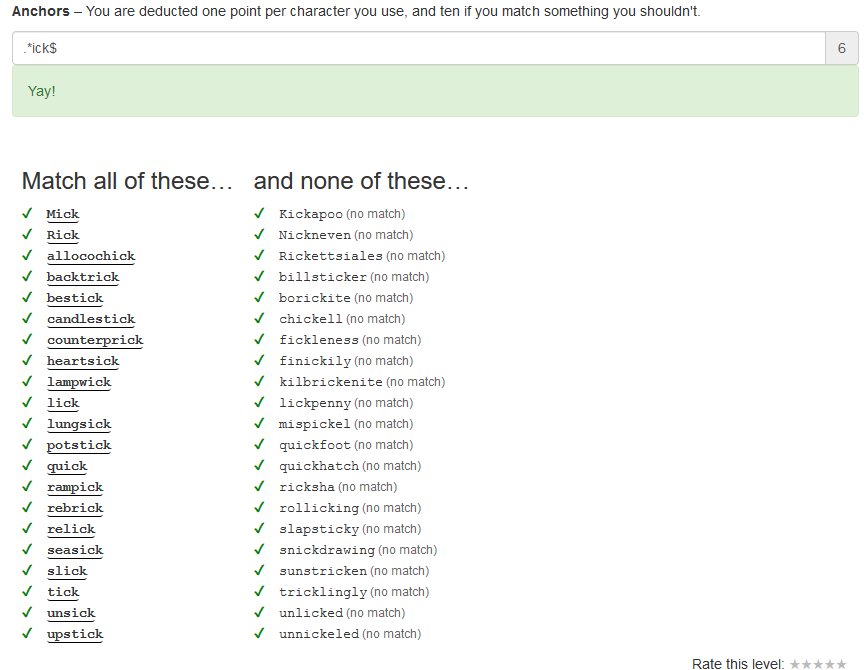 Anchors – You are deducted one point per character you use, and ten if you match something you shouldn't.
.*ick$ 6
Yay!
Match all of these… and none of these…
✓ Mick ✓ Kickapoo (no match)
✓ Rick ✓ Nickneven (no match)
✓ allocochick ✓ Rickettsiales (no match)
✓ backtrick ✓ billsticker (no match)
✓ bestick ✓ borickite (no match)
✓ candlestick ✓ chickell (no match)
✓ counterprick ✓ fickleness (no match)
✓ heartsick ✓ finickily (no match)
✓ lampwick ✓ kilbrickenite (no match)
✓ lick ✓ lickpenny (no match)
✓ lungsick ✓ mispickel (no match)
✓ potstick ✓ quickfoot (no match)
✓ quick ✓ quickhatch (no match)
✓ rampick ✓ ricksha (no match)
✓ rebrick ✓ rollicking (no match)
✓ relick ✓ slapsticky (no match)
✓ seasick ✓ snickdrawing (no match)
✓ slick ✓ sunstricken (no match)
✓ tick ✓ tricklingly (no match)
✓ unsick ✓ unlicked (no match)
✓ upstick ✓ unnickeled (no match)
Rate this level: ★★★★★